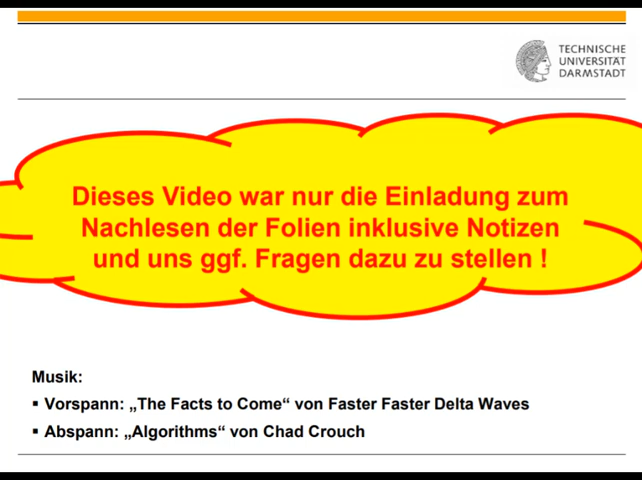 TECHNISCHE
UNIVERSITÄT
DARMSTADT
Dieses Video war nur die Einladung zum
Nachlesen der Folien inklusive Notizen
und uns ggf. Fragen dazu zu stellen !
Musik:
▪ Vorspann: „The Facts to Come“ von Faster Faster Delta Waves
▪ Abspann: „Algorithms“ von Chad Crouch